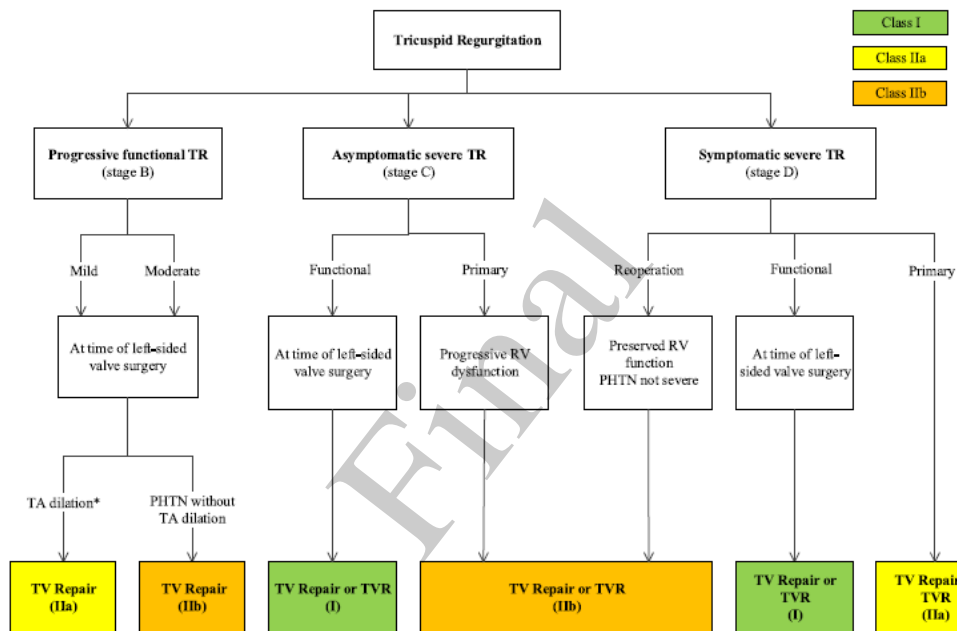 Tricuspid Regurgitation
Class I
Class IIa
Class IIb
Progressive functional TR
(stage B)
Asymptomatic severe TR
(stage C)
Symptomatic severe TR
(stage D)
Mild
Moderate
Functional
Primary
Reoperation
Functional
Primary
At time of left-sided
valve surgery
At time of left-sided
valve surgery
Progressive RV
dysfunction
Preserved RV
function
PHTN not severe
At time of left-
sided valve surgery
TA dilation*
PHTN without
TA dilation
TV Repair
(IIa)
TV Repair
(IIb)
TV Repair or TVR
(I)
TV Repair or TVR
(IIb)
TV Repair or
TVR
(I)
TV Repair
TVR
(IIa)
Final